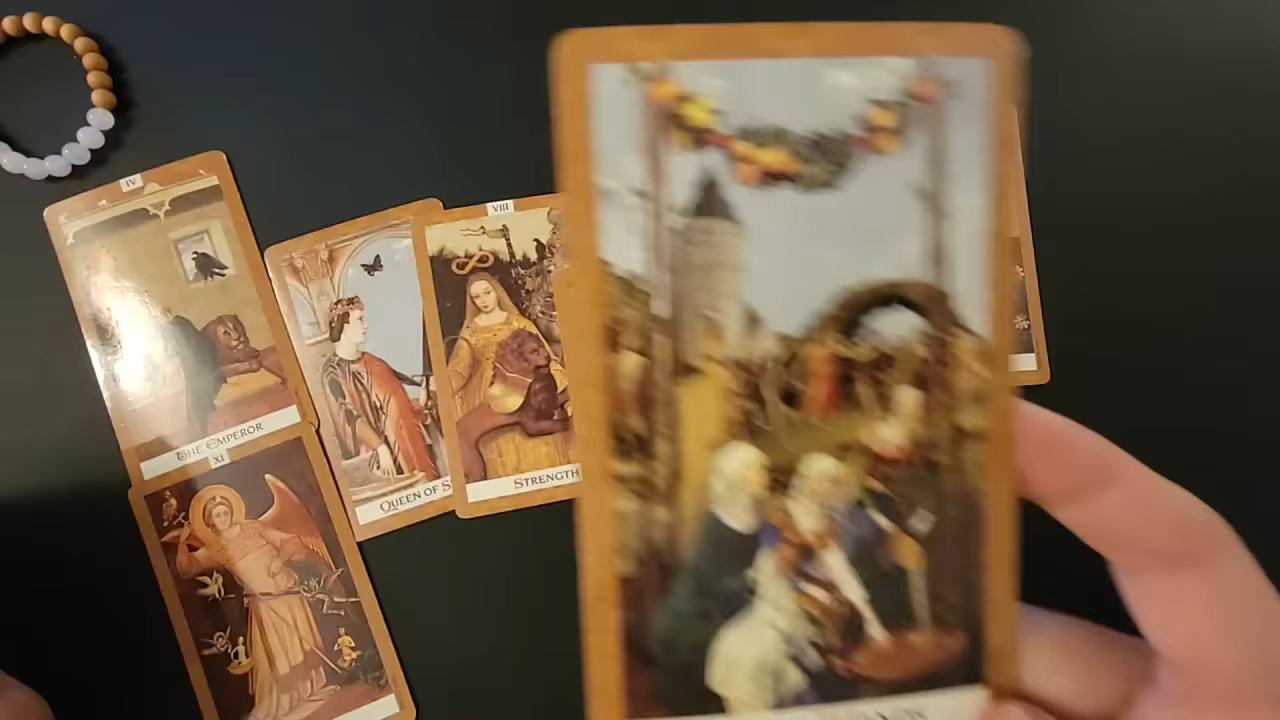 IV
THE EMPEROR
XI
QUEEN OF S
VIII
STRENGTH